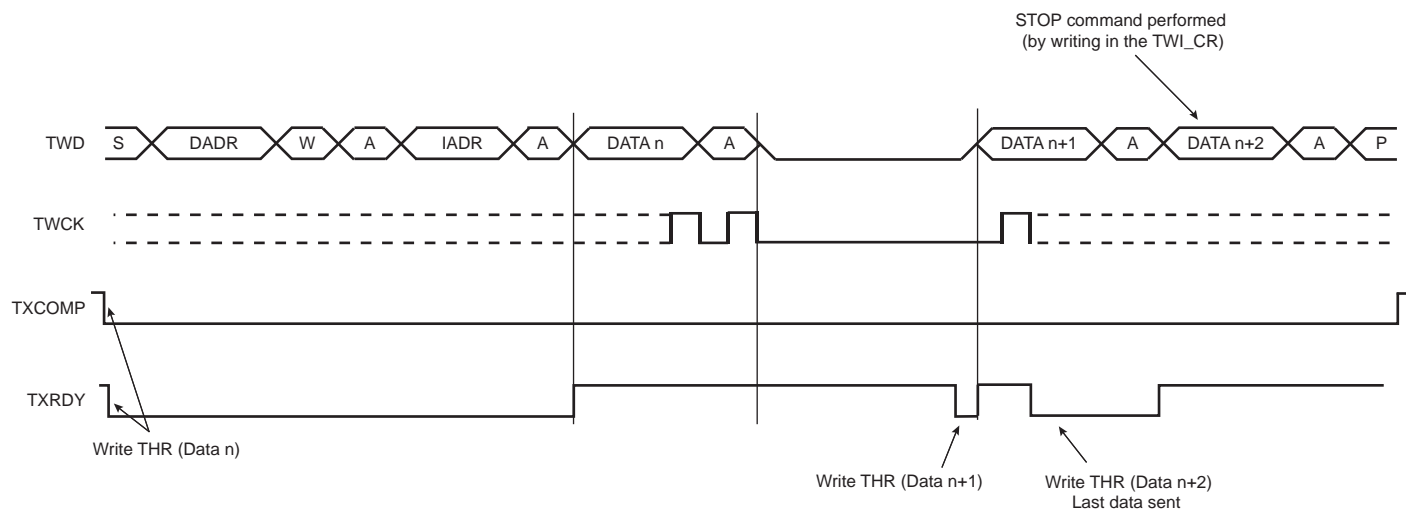 STOP command performed
(by writing in the TWI_CR)
TWD S DADR W A IADR A DATA n A DATA n+1 A DATA n+2 A P
TWCK
TXCOMP
TXRDY
Write THR (Data n)
Write THR (Data n+1)
Write THR (Data n+2)
Last data sent